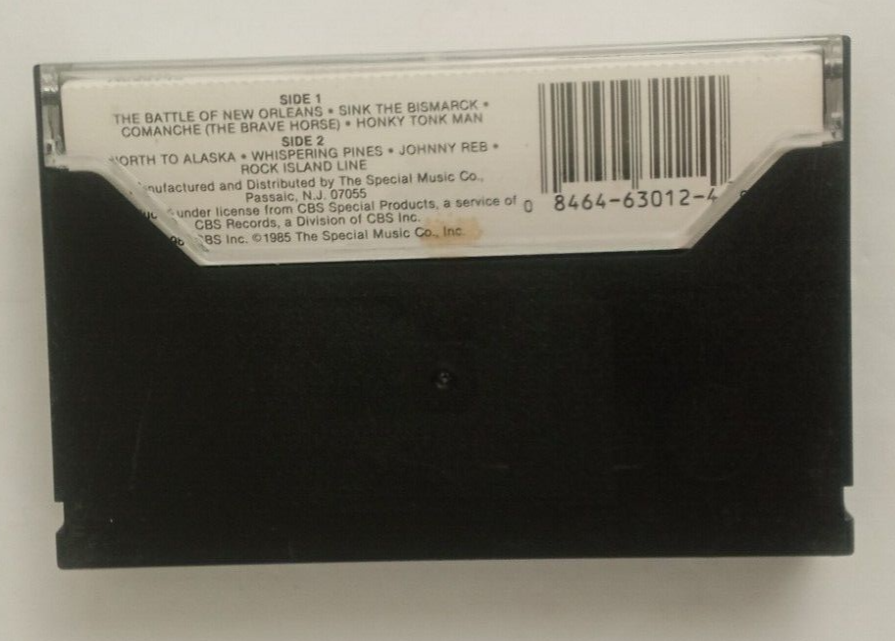 SIDE 1
THE BATTLE OF NEW ORLEANS • SINK THE BISMARCK •
COMANCHE (THE BRAVE HORSE) • HONKY TONK MAN
SIDE 2
ORTH TO ALASKA • WHISPERING PINES • JOHNNY REB •
ROCK ISLAND LINE
nufactured and Distributed by The Special Music Co.,
Passaic, N.J. 07055
under license from CBS Special Products, a service of
CBS Records, a Division of CBS Inc.
BS Inc. ©1985 The Special Music Co., Inc.
0 8464-63012-4